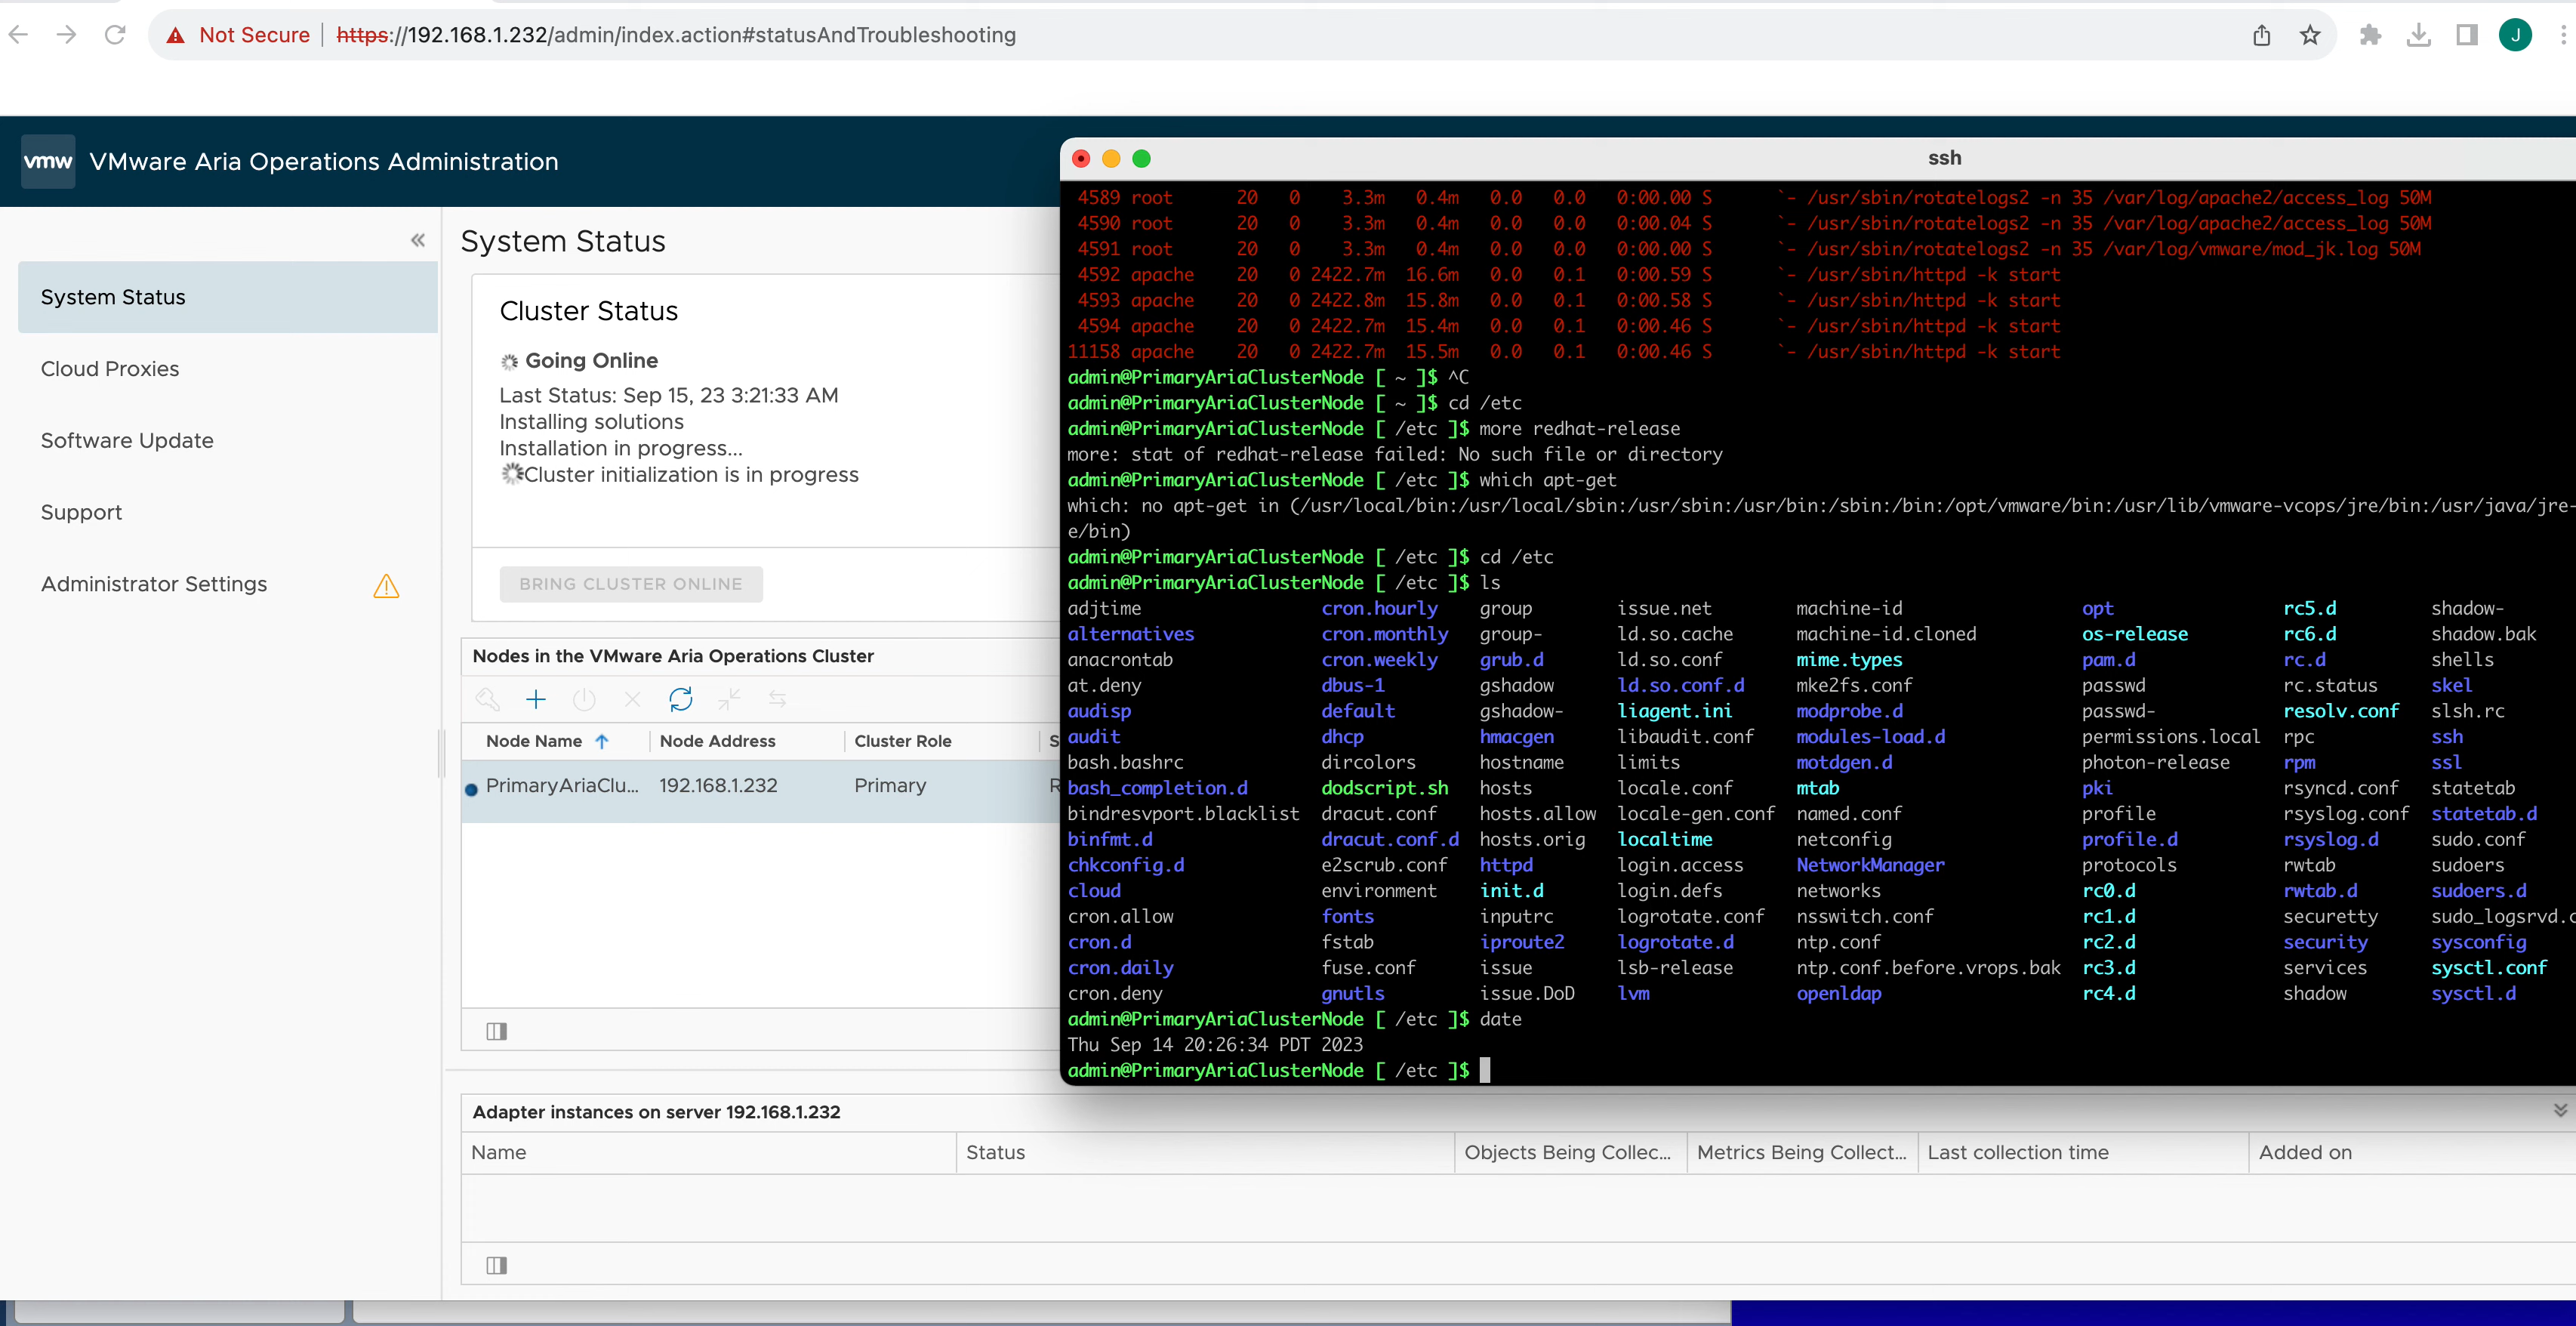 Not Secure https://192.168.1.232/admin/index.action#statusAndTroubleshooting
J
vmw VMware Aria Operations Administration
System Status
Cloud Proxies
Software Update
Support
Administrator Settings
System Status
Cluster Status
Going Online
Last Status: Sep 15, 23 3:21:33 AM
Installing solutions
Installation in progress...
Cluster initialization is in progress
BRING CLUSTER ONLINE
Nodes in the VMware Aria Operations Cluster
Node Name Node Address Cluster Role S
PrimaryAriaClu... 192.168.1.232 Primary R
ssh
4589 root 20 0 3.3m 0.4m 0.0 0.0 0:00.00 S `- /usr/sbin/rotatelogs2 -n 35 /var/log/apache2/access_log 50M
4590 root 20 0 3.3m 0.4m 0.0 0.0 0:00.04 S `- /usr/sbin/rotatelogs2 -n 35 /var/log/apache2/access_log 50M
4591 root 20 0 3.3m 0.4m 0.0 0.0 0:00.00 S `- /usr/sbin/rotatelogs2 -n 35 /var/log/vmware/mod_jk.log 50M
4592 apache 20 0 2422.7m 16.6m 0.0 0.1 0:00.59 S `- /usr/sbin/httpd -k start
4593 apache 20 0 2422.8m 15.8m 0.0 0.1 0:00.58 S `- /usr/sbin/httpd -k start
4594 apache 20 0 2422.7m 15.4m 0.0 0.1 0:00.46 S `- /usr/sbin/httpd -k start
11158 apache 20 0 2422.7m 15.5m 0.0 0.1 0:00.46 S `- /usr/sbin/httpd -k start
admin@PrimaryAriaClusterNode [ ~ ]$ ^C
admin@PrimaryAriaClusterNode [ ~ ]$ cd /etc
admin@PrimaryAriaClusterNode [ /etc ]$ more redhat-release
more: stat of redhat-release failed: No such file or directory
admin@PrimaryAriaClusterNode [ /etc ]$ which apt-get
which: no apt-get in (/usr/local/bin:/usr/local/sbin:/usr/sbin:/usr/bin:/sbin:/bin:/opt/vmware/bin:/usr/lib/vmware-vcops/jre/bin:/usr/java/jre-
e/bin)
admin@PrimaryAriaClusterNode [ /etc ]$ cd /etc
admin@PrimaryAriaClusterNode [ /etc ]$ ls
adjtime cron.hourly group issue.net machine-id opt rc5.d shadow-
alternatives cron.monthly group- ld.so.cache machine-id.cloned os-release rc6.d shadow.bak
anacrontab cron.weekly grub.d ld.so.conf mime.types pam.d rc.d shells
at.deny dbus-1 gshadow ld.so.conf.d mke2fs.conf passwd rc.status skel
audisp default gshadow- liagent.ini modprobe.d passwd- resolv.conf slsh.rc
audit dhcp hmacgen libaudit.conf modules-load.d permissions.local rpc ssh
bash.bashrc dircolors hostname limits motdgen.d photon-release rpm ssl
bash_completion.d dodscript.sh hosts locale.conf mtab pki rsyncd.conf statetab
bindresvport.blacklist dracut.conf hosts.allow locale-gen.conf named.conf profile rsyslog.conf statetab.d
binfmt.d dracut.conf.d hosts.orig localtime netconfig profile.d rsyslog.d sudo.conf
chkconfig.d e2scrub.conf httpd login.access NetworkManager protocols rwtab sudoers
cloud environment init.d login.defs networks rc0.d rwtab.d sudoers.d
cron.allow fonts inputrc logrotate.conf nsswitch.conf rc1.d securetty sudo_logsrvd.c
cron.d fstab iproute2 logrotate.d ntp.conf rc2.d security sysconfig
cron.daily fuse.conf issue lsb-release ntp.conf.before.vrops.bak rc3.d services sysctl.conf
cron.deny gnutls issue.DoD lvm openldap rc4.d shadow sysctl.d
admin@PrimaryAriaClusterNode [ /etc ]$ date
Thu Sep 14 20:26:34 PDT 2023
admin@PrimaryAriaClusterNode [ /etc ]$
Adapter instances on server 192.168.1.232
Name Status Objects Being Collec... Metrics Being Collect... Last collection time Added on